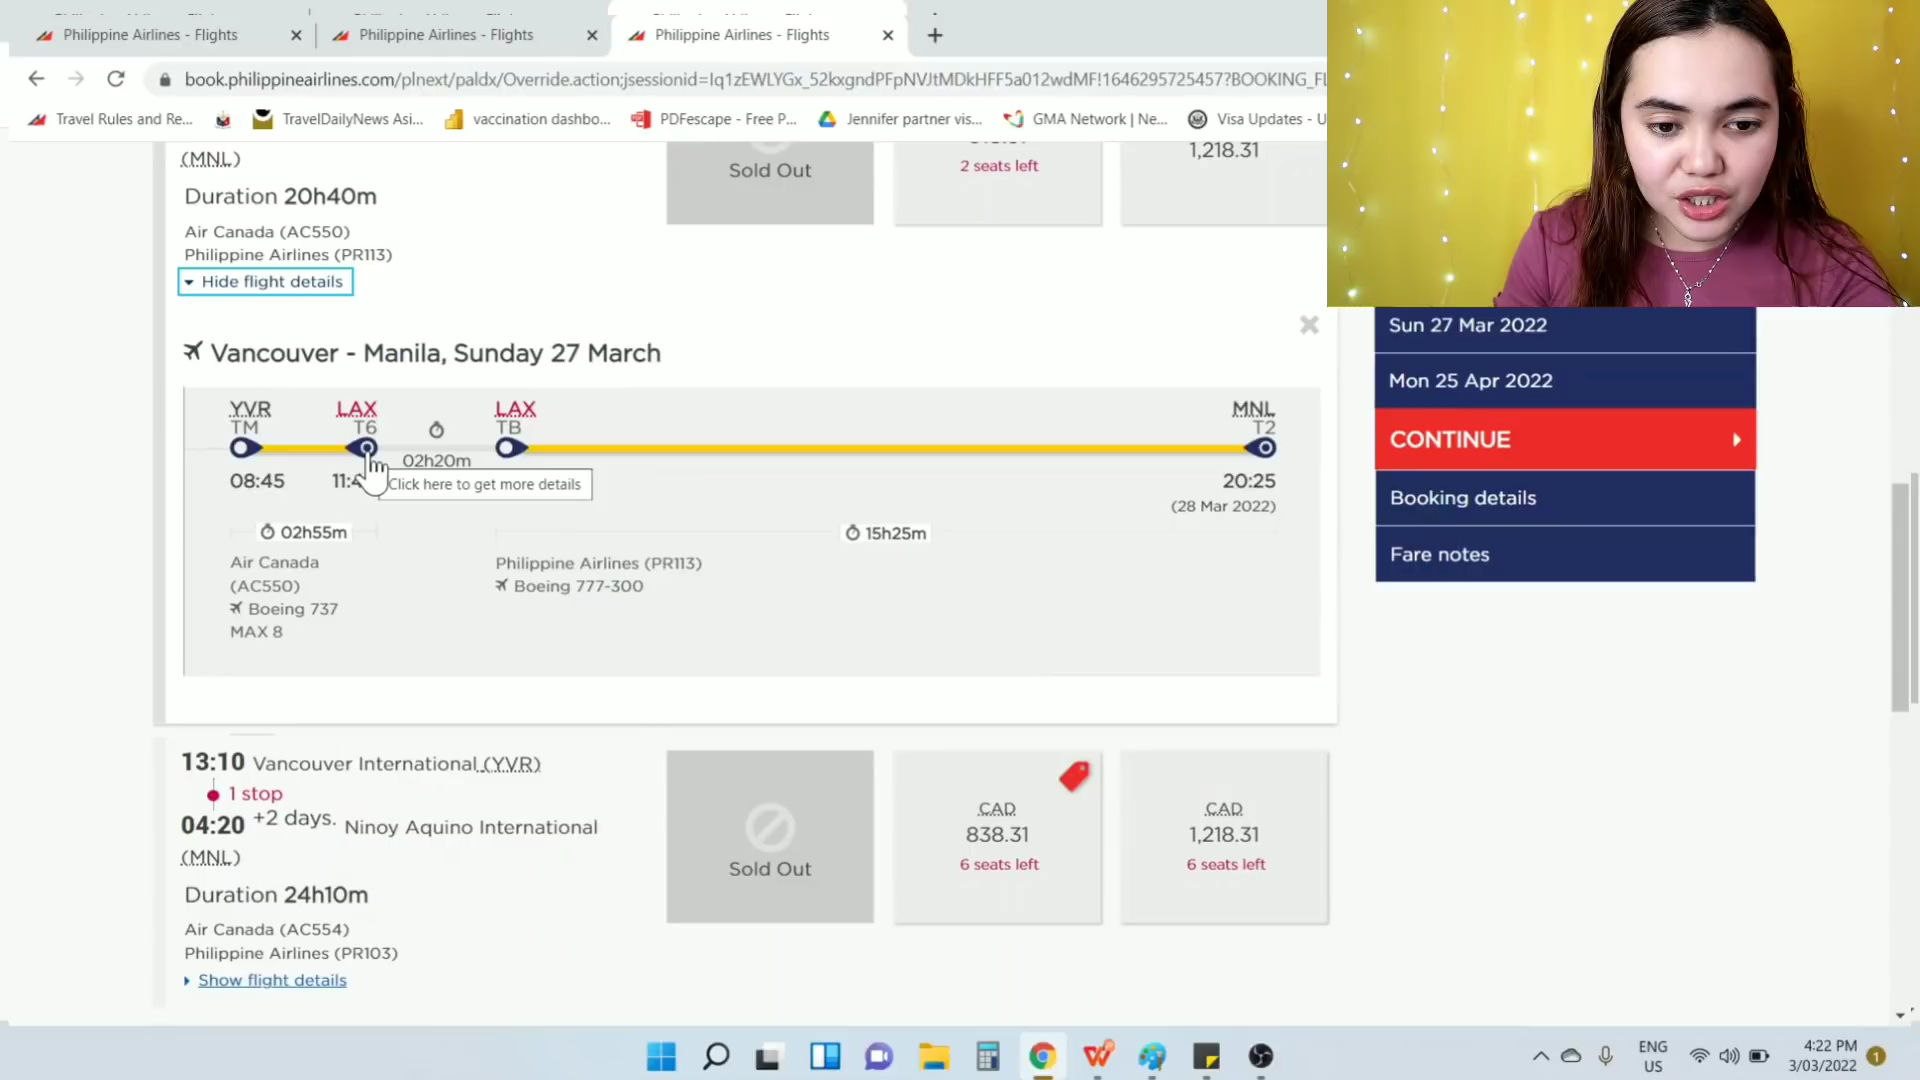 Philippine Airlines - Flights
Philippine Airlines - Flights
Philippine Airlines - Flights
book.philippineairlines.com/plnext/paldx/Override.action;jsessionid=Iq1zEWLYGx_52kxgndPFpNVJtMDkHFF5a012wdMF!1646295725457?BOOKING_FL
Travel Rules and Re...
TravelDailyNews Asi...
vaccination dashbo...
PDFescape - Free P...
Jennifer partner vis...
GMA Network | Ne...
Visa Updates - U
(MNL)
Duration 20h40m
Air Canada (AC550)
Philippine Airlines (PR113)
Hide flight details
Sold Out
2 seats left
1,218.31
Vancouver - Manila, Sunday 27 March
YVR LAX LAX MNL
TM T6 TB T2
02h20m
08:45 11:4 20:25
Click here to get more details
(28 Mar 2022)
02h55m 15h25m
Air Canada
(AC550)
Boeing 737
MAX 8
Philippine Airlines (PR113)
Boeing 777-300
Sun 27 Mar 2022
Mon 25 Apr 2022
CONTINUE
Booking details
Fare notes
13:10 Vancouver International (YVR)
1 stop
04:20 +2 days. Ninoy Aquino International
(MNL)
Duration 24h10m
Air Canada (AC554)
Philippine Airlines (PR103)
Show flight details
Sold Out
CAD
838.31
6 seats left
CAD
1,218.31
6 seats left
ENG
US
4:22 PM
3/03/2022
1